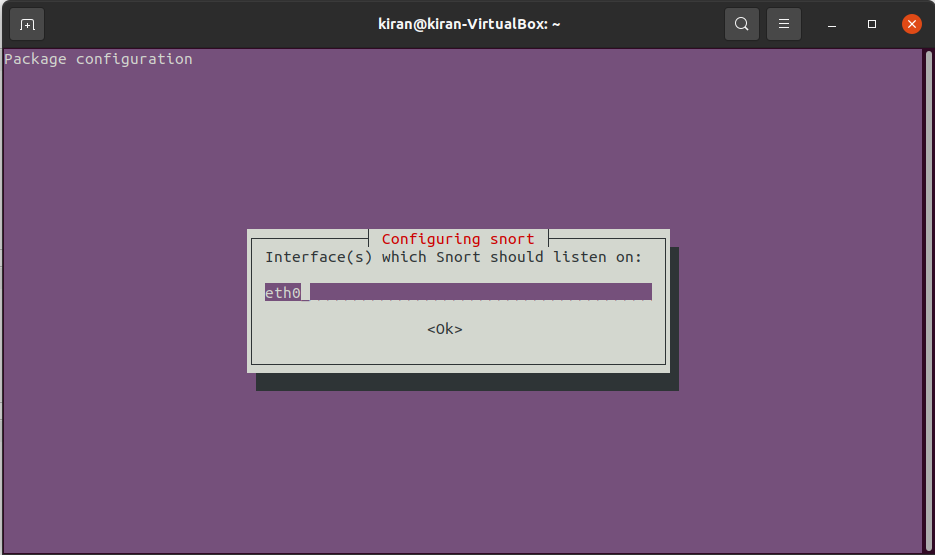 kiran@kiran-VirtualBox: ~
Package configuration
Configuring snort
Interface(s) which Snort should listen on:
eth0
<Ok>